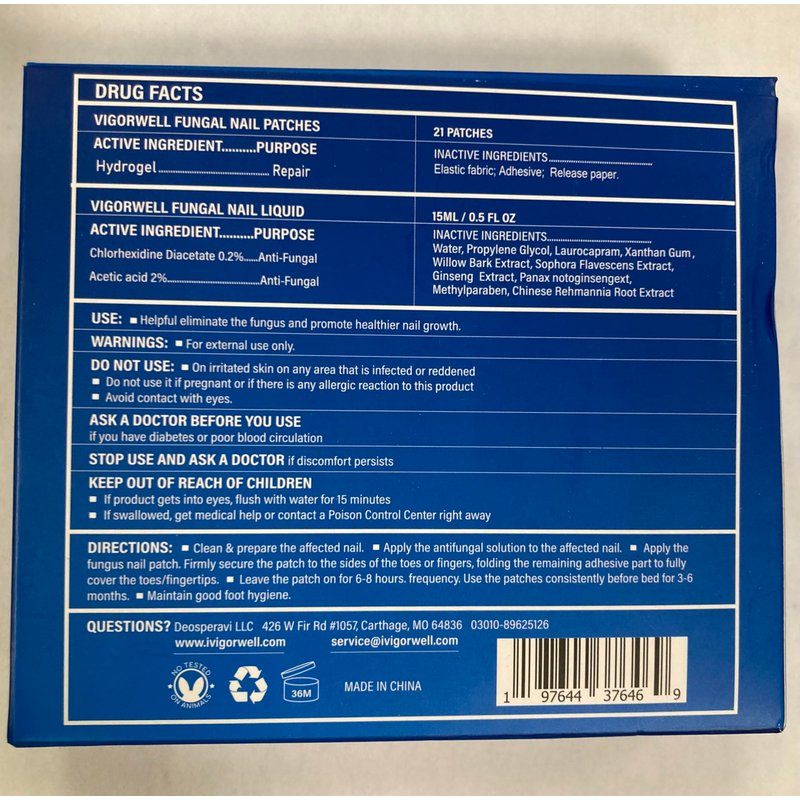 DRUG FACTS
VIGORWELL FUNGAL NAIL PATCHES
ACTIVE INGREDIENT..........PURPOSE
Hydrogel........................................ Repair
21 PATCHES
INACTIVE INGREDIENTS........................................
Elastic fabric; Adhesive; Release paper.
VIGORWELL FUNGAL NAIL LIQUID
ACTIVE INGREDIENT..........PURPOSE
Chlorhexidine Diacetate 0.2%.....Anti-Fungal
Acetic acid 2%..............................Anti-Fungal
15ML / 0.5 FL OZ
INACTIVE INGREDIENTS........................................
Water, Propylene Glycol, Laurocapram, Xanthan Gum ,
Willow Bark Extract, Sophora Flavescens Extract,
Ginseng Extract, Panax notoginsengext,
Methylparaben, Chinese Rehmannia Root Extract
USE: ■ Helpful eliminate the fungus and promote healthier nail growth.
WARNINGS: ■ For external use only.
DO NOT USE: ■ On irritated skin on any area that is infected or reddened
■ Do not use it if pregnant or if there is any allergic reaction to this product
■ Avoid contact with eyes.
ASK A DOCTOR BEFORE YOU USE
if you have diabetes or poor blood circulation
STOP USE AND ASK A DOCTOR if discomfort persists
KEEP OUT OF REACH OF CHILDREN
■ If product gets into eyes, flush with water for 15 minutes
■ If swallowed, get medical help or contact a Poison Control Center right away
DIRECTIONS: ■ Clean & prepare the affected nail. ■ Apply the antifungal solution to the affected nail. ■ Apply the
fungus nail patch. Firmly secure the patch to the sides of the toes or fingers, folding the remaining adhesive part to fully
cover the toes/fingertips. ■ Leave the patch on for 6-8 hours. frequency. Use the patches consistently before bed for 3-6
months. ■ Maintain good foot hygiene.
QUESTIONS? Deosperavi LLC 426 W Fir Rd #1057, Carthage, MO 64836 03010-89625126
www.ivigorwell.com service@ivigorwell.com
NO TESTED
ON ANIMALS
36M
MADE IN CHINA
1 97644 37646 9